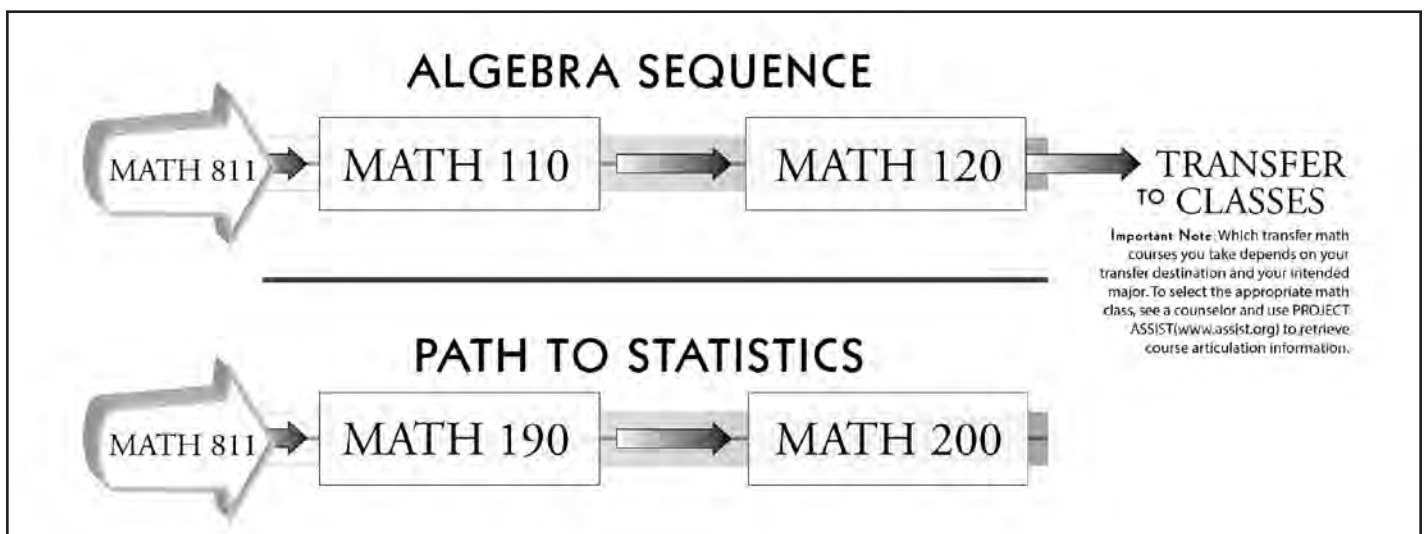 ALGEBRA SEQUENCE
MATH 811
MATH 110
MATH 120
TRANSFER
TO CLASSES
Important Note: Which transfer math
courses you take depends on your
transfer destination and your intended
major. To select the appropriate math
class, see a counselor and use PROJECT
ASSIST(www.assist.org) to retrieve
course articulation information.
PATH TO STATISTICS
MATH 811
MATH 190
MATH 200